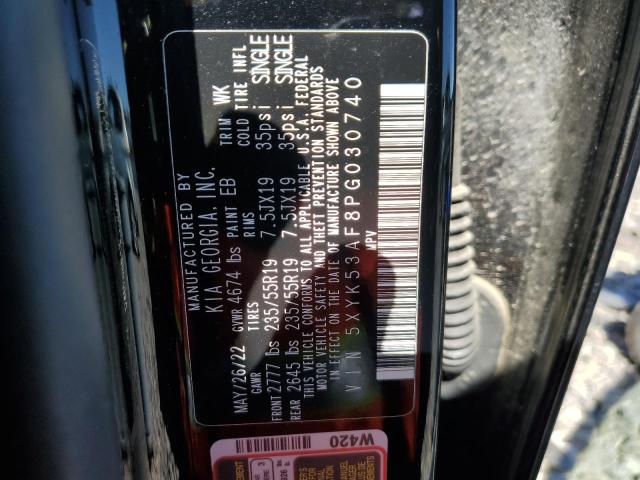 MANUFACTURED BY
KIA GEORGIA, INC.
MAY/26/22 GVWR 4674 lbs PAINT EB TRIM WK
GAWR TIRES RIMS COLD TIRE INFL
FRONT 2777 lbs 235/55R19 7.5JX19 35psi SINGLE
REAR 2645 lbs 235/55R19 7.5JX19 35psi SINGLE
THIS VEHICLE CONFORMS TO ALL APPLICABLE U.S.A. FEDERAL
MOTOR VEHICLE SAFETY AND THEFT PREVENTION STANDARDS
IN EFFECT ON THE DATE OF MANUFACTURE SHOWN ABOVE
VIN 5XYK53AF8PG030740
MPV
W420
3